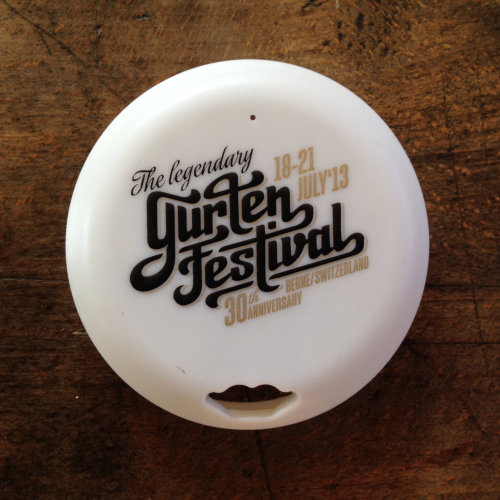 The legendary
18-21
JULY'13
Gurten
Festival
BERNE/SWITZERLAND
30th
ANNIVERSARY